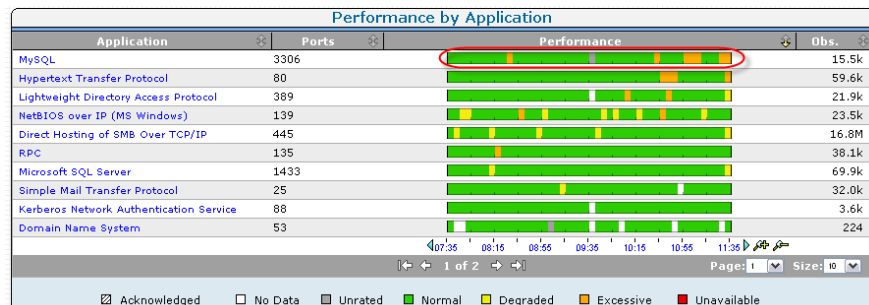 Performance by Application
Application Ports Performance Obs.
MySQL 3306 15.5k
Hypertext Transfer Protocol 80 59.6k
Lightweight Directory Access Protocol 389 21.9k
NetBIOS over IP (MS Windows) 139 23.5k
Direct Hosting of SMB Over TCP/IP 445 16.8M
RPC 135 38.1k
Microsoft SQL Server 1433 69.9k
Simple Mail Transfer Protocol 25 32.0k
Kerberos Network Authentication Service 88 3.6k
Domain Name System 53 224
07:35 08:15 08:55 09:35 10:15 10:55 11:35
1 of 2 Page: 1 Size: 10
Acknowledged No Data Unrated Normal Degraded Excessive Unavailable